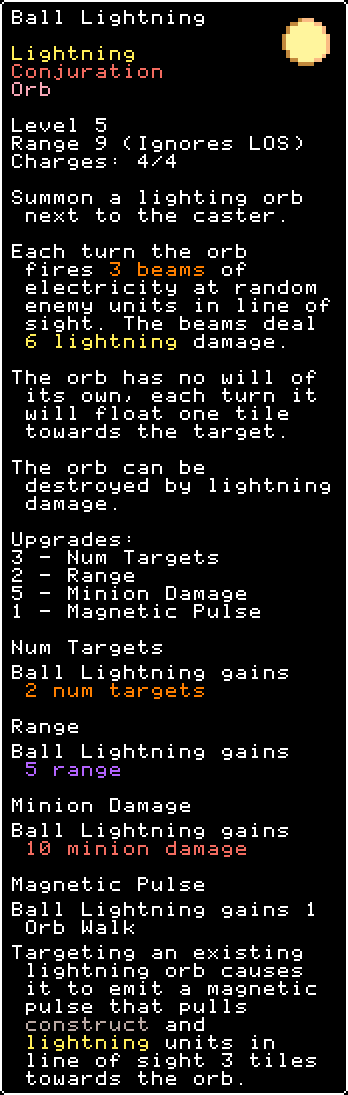 Ball Lightning
Lightning
Conjuration
Orb
Level 5
Range 9 (Ignores LOS)
Charges: 4/4
Summon a lighting orb
next to the caster.
Each turn the orb
fires 3 beams of
electricity at random
enemy units in line of
sight. The beams deal
6 lightning damage.
The orb has no will of
its own, each turn it
will float one tile
towards the target.
The orb can be
destroyed by lightning
damage.
Upgrades:
3 - Num Targets
2 - Range
5 - Minion Damage
1 - Magnetic Pulse
Num Targets
Ball Lightning gains
2 num targets
Range
Ball Lightning gains
5 range
Minion Damage
Ball Lightning gains
10 minion damage
Magnetic Pulse
Ball Lightning gains 1
Orb Walk
Targeting an existing
lightning orb causes
it to emit a magnetic
pulse that pulls
construct and
lightning units in
line of sight 3 tiles
towards the orb.